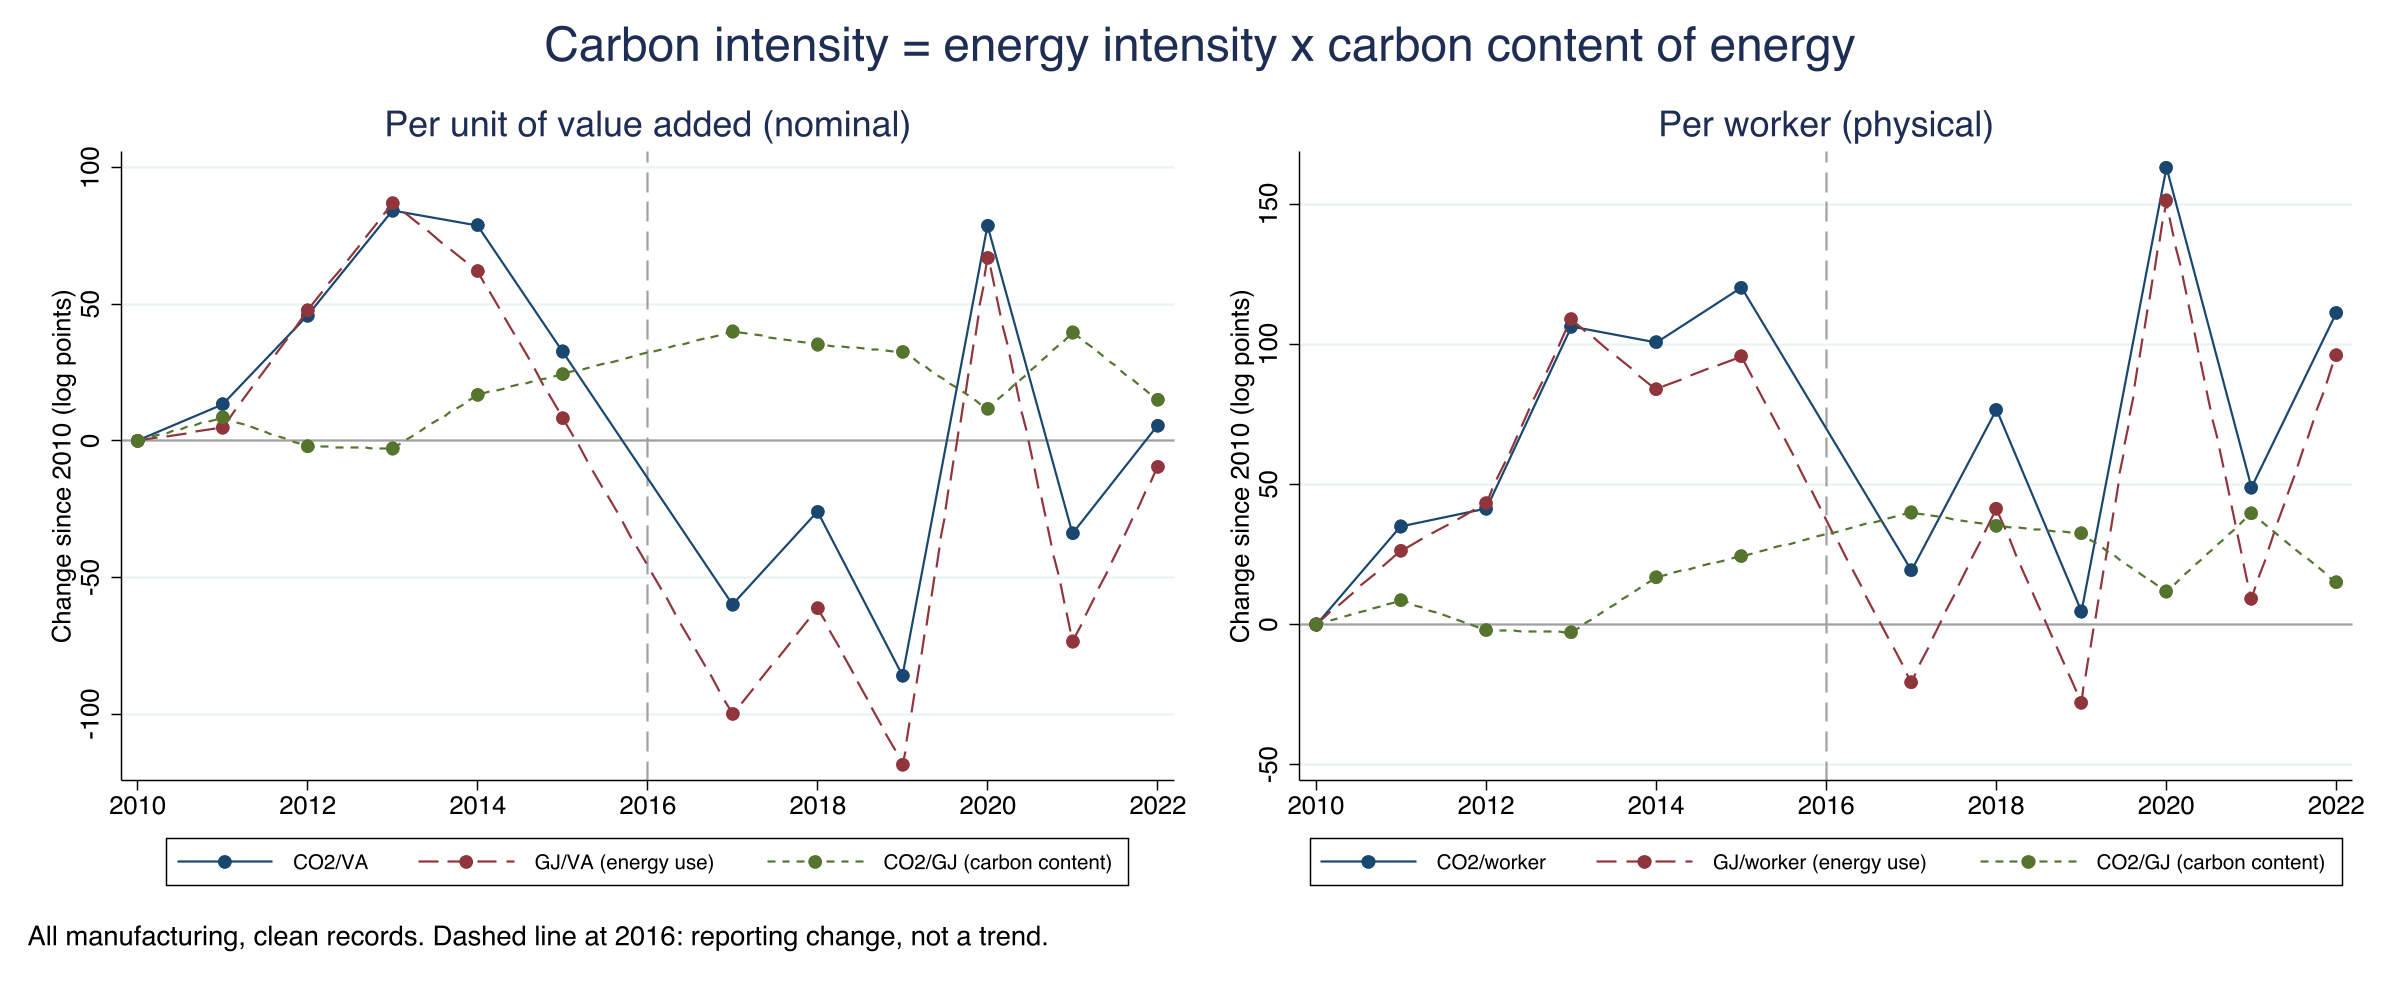 Carbon intensity = energy intensity x carbon content of energy
Per unit of value added (nominal)
Change since 2010 (log points)
100
50
0
-50
-100
2010
2012
2014
2016
2018
2020
2022
CO2/VA
GJ/VA (energy use)
CO2/GJ (carbon content)
Per worker (physical)
Change since 2010 (log points)
150
100
50
0
-50
2010
2012
2014
2016
2018
2020
2022
CO2/worker
GJ/worker (energy use)
CO2/GJ (carbon content)
All manufacturing, clean records. Dashed line at 2016: reporting change, not a trend.